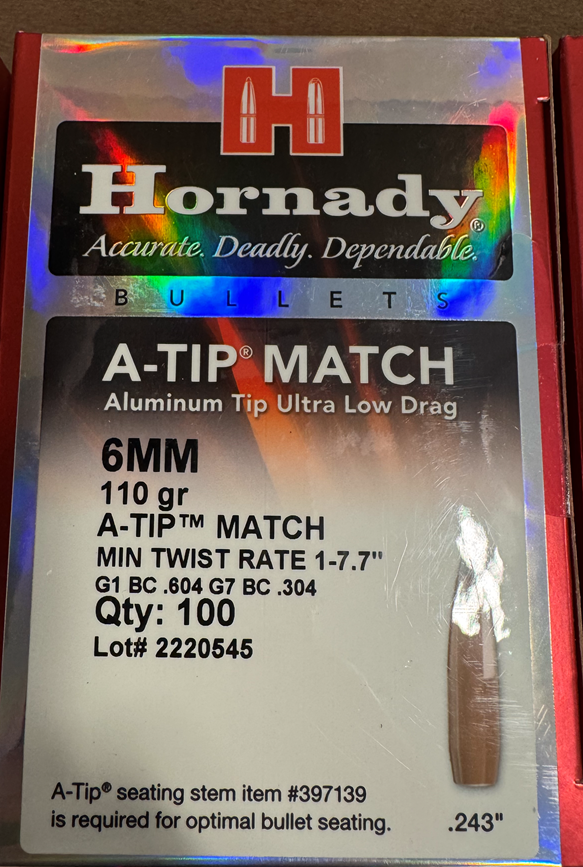 H
Hornady®
Accurate. Deadly. Dependable.
BULLETS
A-TIP® MATCH
Aluminum Tip Ultra Low Drag
6MM
110 gr
A-TIP™ MATCH
MIN TWIST RATE 1-7.7"
G1 BC .604 G7 BC .304
Qty: 100
Lot# 2220545
A-Tip® seating stem item #397139
is required for optimal bullet seating.
.243"